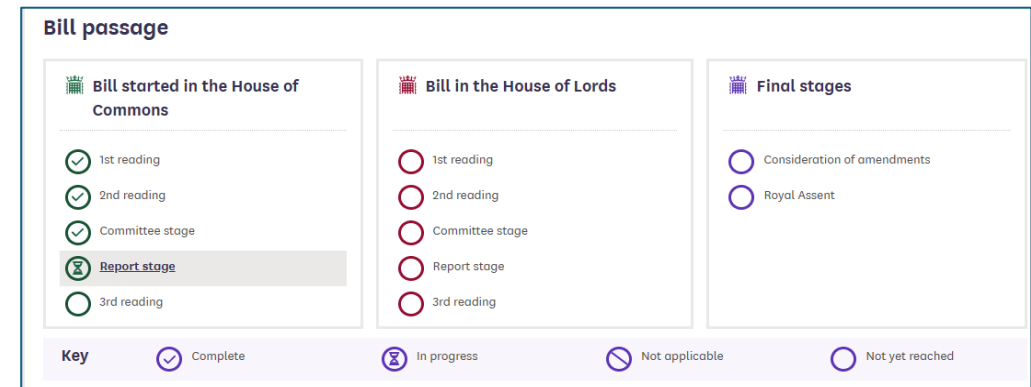 Bill passage
Bill started in the House of
Commons
1st reading
2nd reading
Committee stage
Report stage
3rd reading
Bill in the House of Lords
1st reading
2nd reading
Committee stage
Report stage
3rd reading
Final stages
Consideration of amendments
Royal Assent
Key
Complete
In progress
Not applicable
Not yet reached